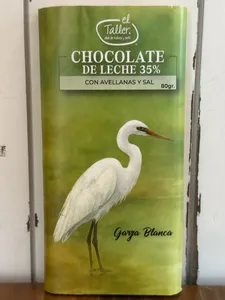 el
Taller
CHOCOLATE
DE LECHE 35%
CON AVELLANAS Y SAL
80gr.
Garza Blanca